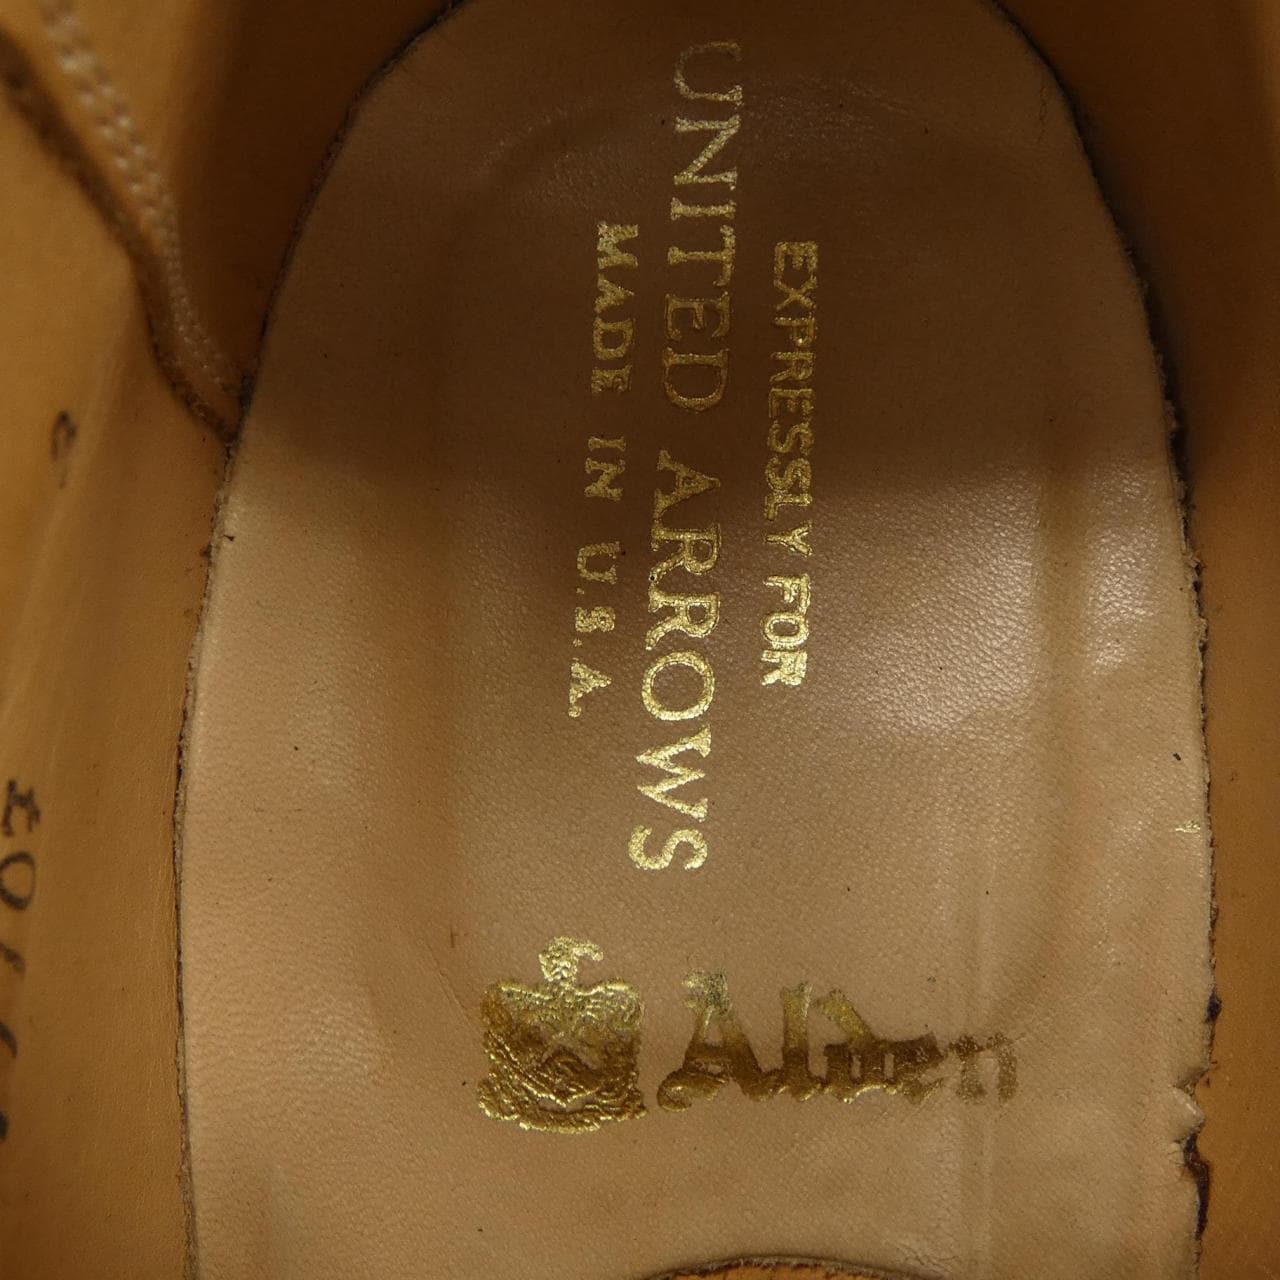 EXPRESSLY FOR
UNITED ARROWS
MADE IN U.S.A.
Alden